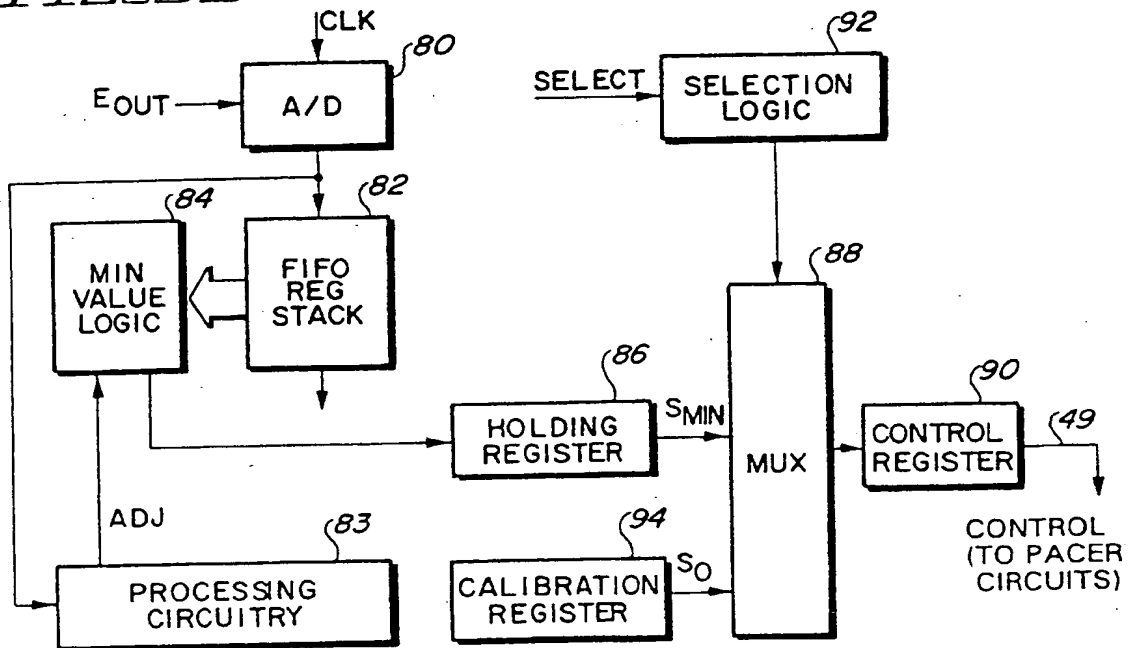 CLK
80
92
EOUT
A/D
SELECT
SELECTION
LOGIC
84
82
MIN
VALUE
LOGIC
FIFO
REG
STACK
88
86
SMIN
90
49
HOLDING
REGISTER
MUX
CONTROL
REGISTER
ADJ
83
94
SO
CONTROL
(TO PACER
CIRCUITS)
PROCESSING
CIRCUITRY
CALIBRATION
REGISTER